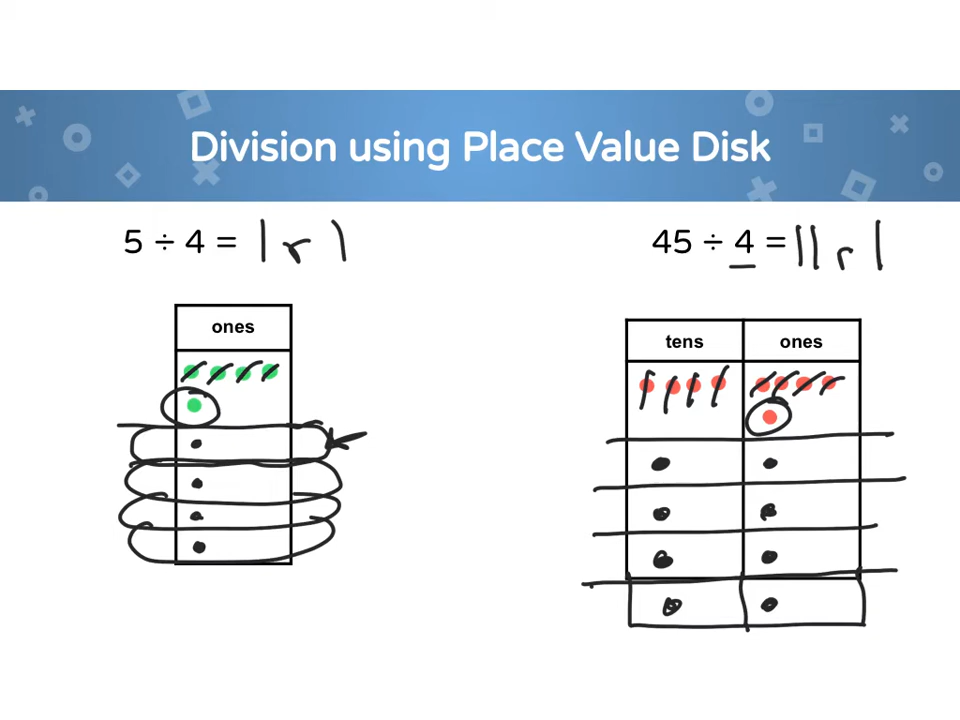 Division using Place Value Disk
5 ÷ 4 = 1 r 1
45 ÷ 4 = 11 r 1
ones
tens ones